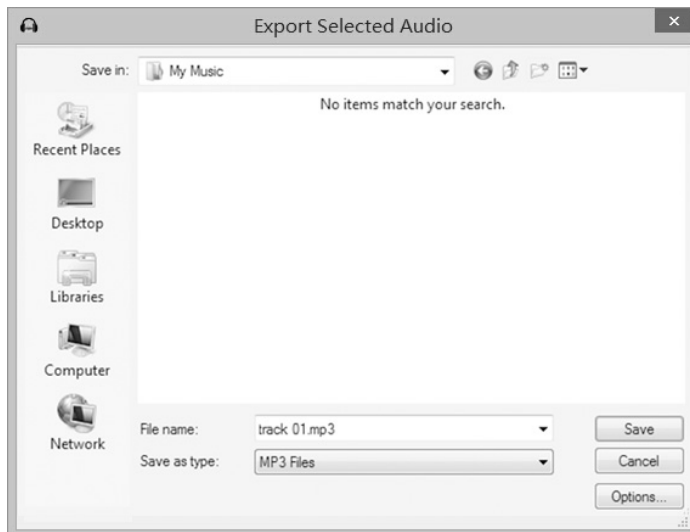 Export Selected Audio
Save in: My Music
No items match your search.
Recent Places
Desktop
Libraries
Computer
Network
File name: track 01.mp3 Save
Save as type: MP3 Files Cancel
Options...